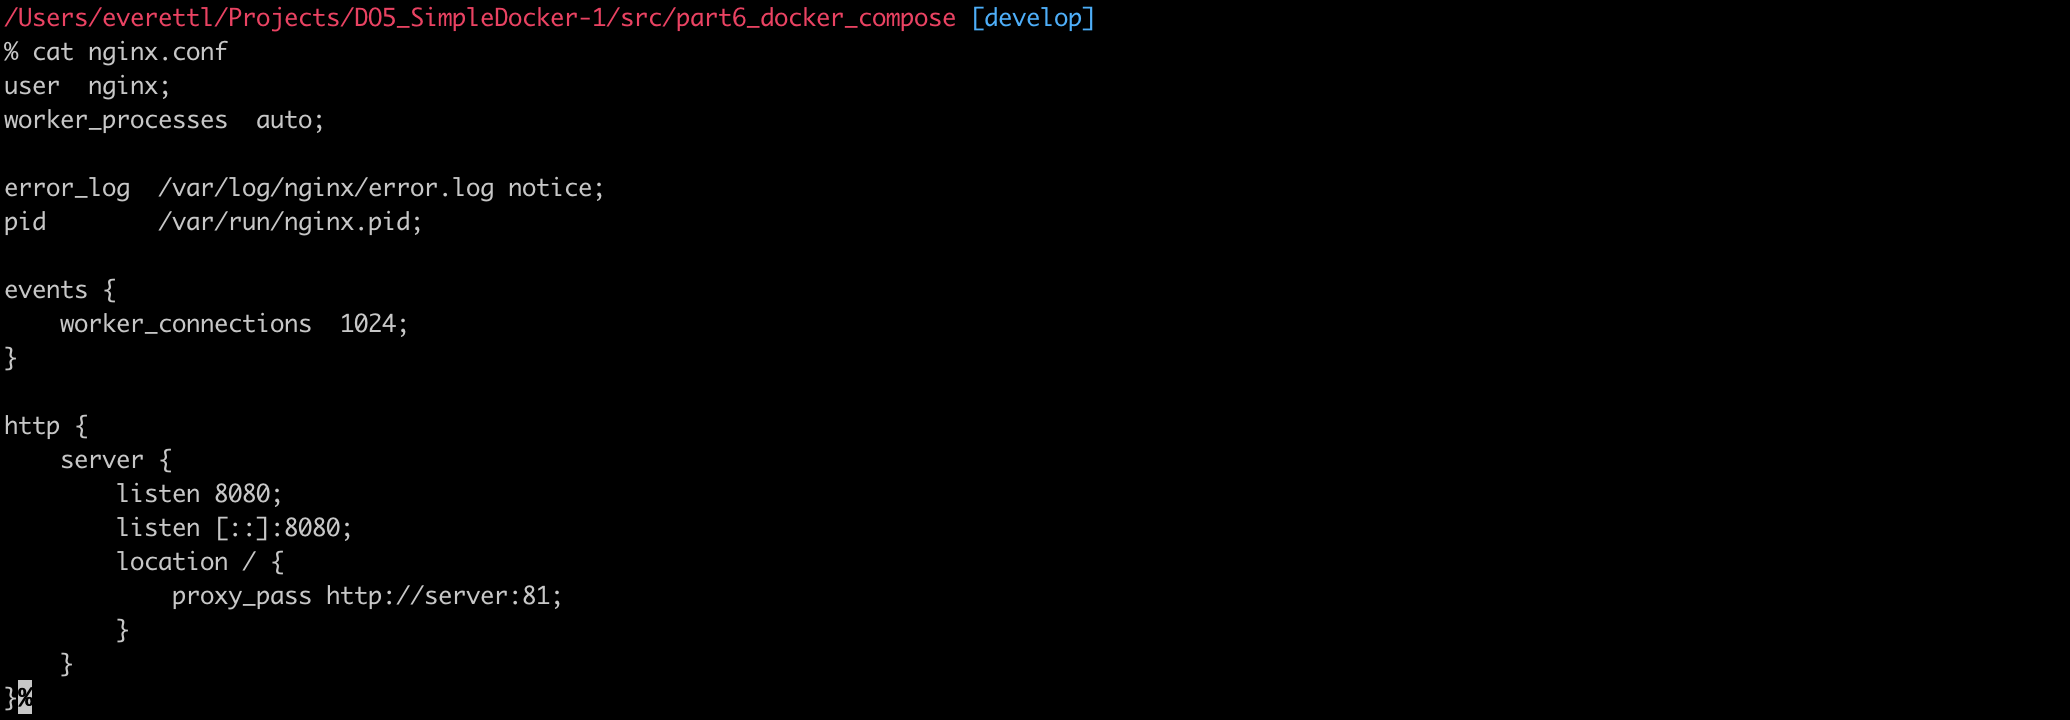 /Users/everettl/Projects/DO5_SimpleDocker-1/src/part6_docker_compose [develop]
% cat nginx.conf
user  nginx;
worker_processes  auto;

error_log  /var/log/nginx/error.log notice;
pid        /var/run/nginx.pid;

events {
    worker_connections  1024;
}

http {
    server {
        listen 8080;
        listen [::]:8080;
        location / {
            proxy_pass http://server:81;
        }
    }
}%